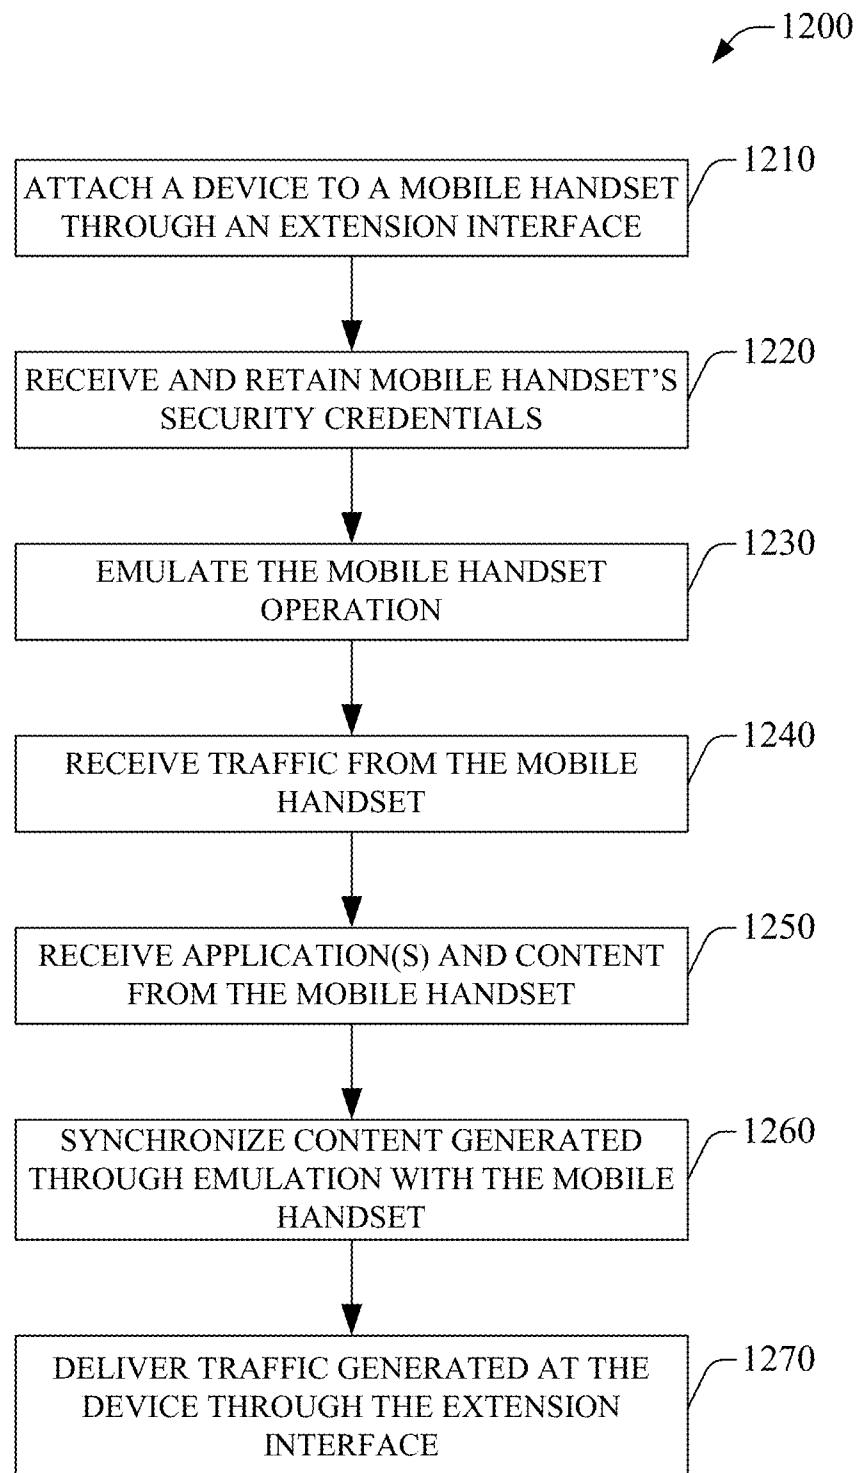 1200
1210
ATTACH A DEVICE TO A MOBILE HANDSET
THROUGH AN EXTENSION INTERFACE
1220
RECEIVE AND RETAIN MOBILE HANDSET'S
SECURITY CREDENTIALS
1230
EMULATE THE MOBILE HANDSET
OPERATION
1240
RECEIVE TRAFFIC FROM THE MOBILE
HANDSET
1250
RECEIVE APPLICATION(S) AND CONTENT
FROM THE MOBILE HANDSET
1260
SYNCHRONIZE CONTENT GENERATED
THROUGH EMULATION WITH THE MOBILE
HANDSET
1270
DELIVER TRAFFIC GENERATED AT THE
DEVICE THROUGH THE EXTENSION
INTERFACE